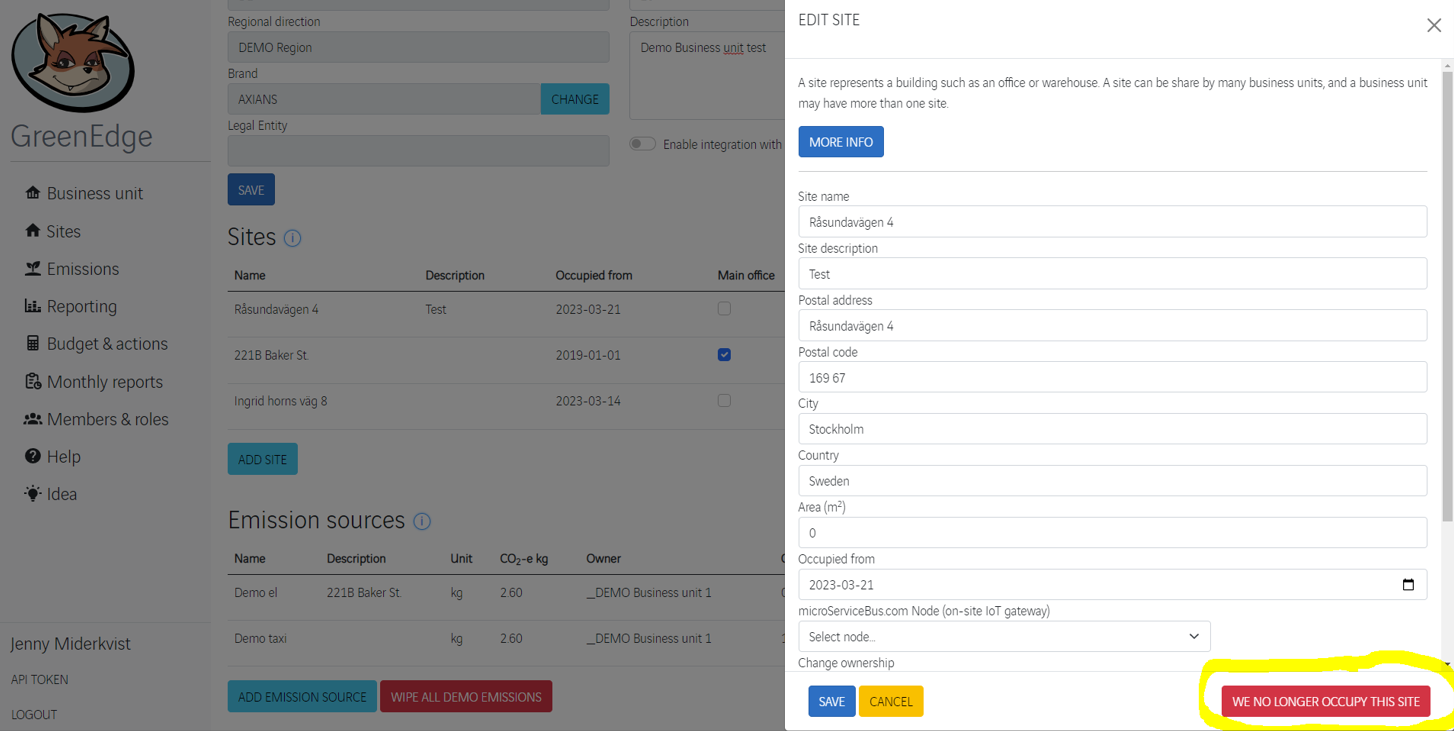 GreenEdge
Business unit
Sites
Emissions
Reporting
Budget & actions
Monthly reports
Members & roles
Help
Idea
Jenny Miderkvist
API TOKEN
LOGOUT
Regional direction
DEMO Region
Brand
AXIANS
CHANGE
Legal Entity
SAVE
Description
Demo Business unit test
Enable integration with
Sites
Name Description Occupied from Main office
Råsundavägen 4 Test 2023-03-21
221B Baker St. 2019-01-01
Ingrid horns väg 8 2023-03-14
ADD SITE
Emission sources
Name Description Unit CO₂-e kg Owner
Demo el 221B Baker St. kg 2.60 __DEMO Business unit 1
Demo taxi kg 2.60 __DEMO Business unit 1
ADD EMISSION SOURCE WIPE ALL DEMO EMISSIONS
EDIT SITE
A site represents a building such as an office or warehouse. A site can be share by many business units, and a business unit
may have more than one site.
MORE INFO
Site name
Råsundavägen 4
Site description
Test
Postal address
Råsundavägen 4
Postal code
169 67
City
Stockholm
Country
Sweden
Area (m²)
0
Occupied from
2023-03-21
microServiceBus.com Node (on-site IoT gateway)
Select node...
Change ownership
SAVE CANCEL WE NO LONGER OCCUPY THIS SITE